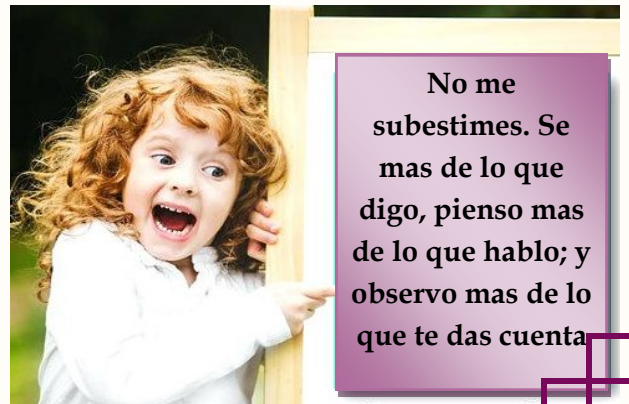 No me
subestimes. Se
mas de lo que
digo, pienso mas
de lo que hablo; y
observo mas de lo
que te das cuenta